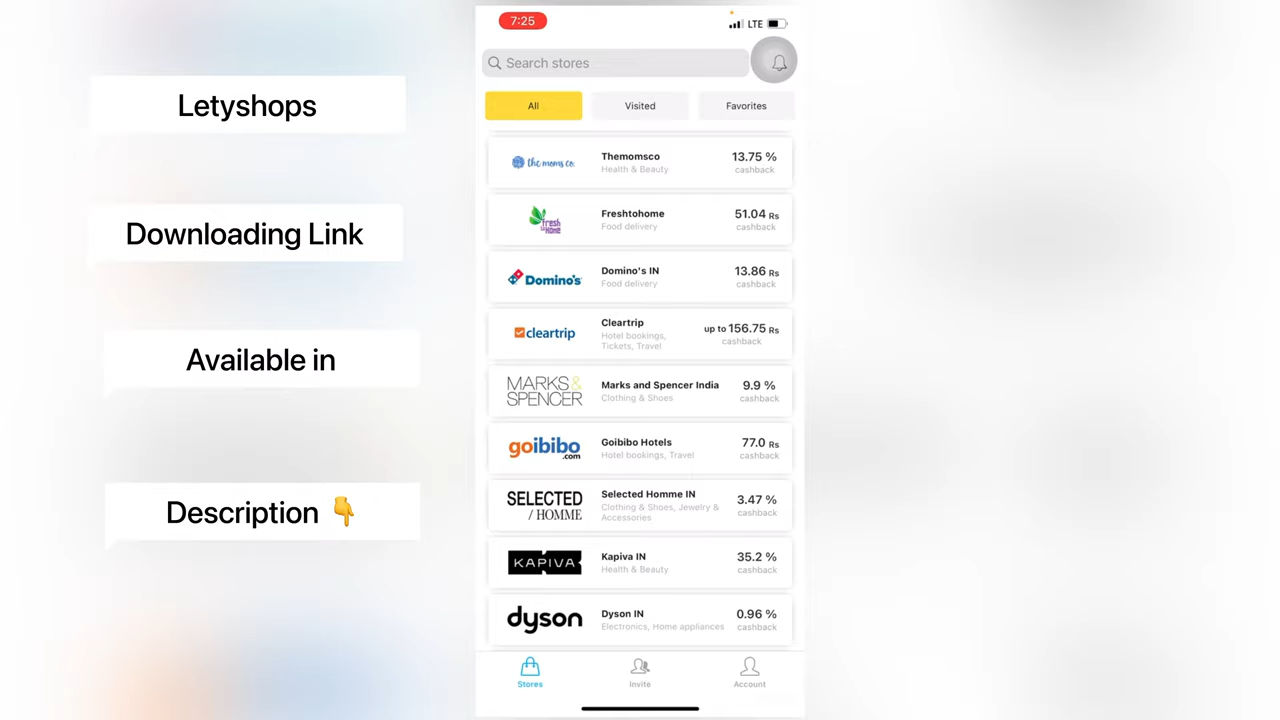 Letyshops
Downloading Link
Available in
Description 👇
7:25
LTE
Search stores
All
Visited
Favorites
the moms co.
Themomsco
Health & Beauty
13.75 %
cashback
fresh
to
HOME
Freshtohome
Food delivery
51.04 Rs
cashback
Domino's
Domino's IN
Food delivery
13.86 Rs
cashback
cleartrip
Cleartrip
Hotel bookings,
Tickets, Travel
up to 156.75 Rs
cashback
MARKS&
SPENCER
Marks and Spencer India
Clothing & Shoes
9.9 %
cashback
goibibo
.com
Goibibo Hotels
Hotel bookings, Travel
77.0 Rs
cashback
SELECTED
/ HOMME
Selected Homme IN
Clothing & Shoes, Jewelry &
Accessories
3.47 %
cashback
KAPIVA
Kapiva IN
Health & Beauty
35.2 %
cashback
dyson
Dyson IN
Electronics, Home appliances
0.96 %
cashback
Stores
Invite
Account